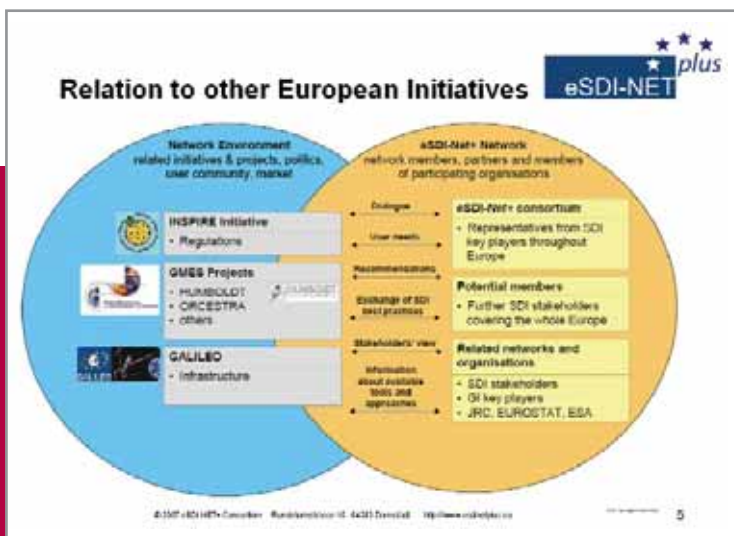 Relation to other European Initiatives
eSDI-NET plus
Network Environment
related initiatives & projects, politics,
user community, market
eSDI-Net+ Network
network members, partners and members
of participating organisations
INSPIRE Initiative
• Regulations
GMES Projects
• HUMBOLDT
• ORCESTRA
• others
GALILEO
• Infrastructure
Dialogue
User needs
Recommendations
Exchange of SDI
best practices
Stakeholders' view
Information
about available
tools and
approaches
eSDI-Net+ consortium
• Representatives from SDI
key players throughout
Europe
Potential members
• Further SDI stakeholders
covering the whole Europe
Related networks and
organisations
• SDI stakeholders
• GI key players
• JRC, EUROSTAT, ESA
© 2007 eSDI-NET+ Consortium
5